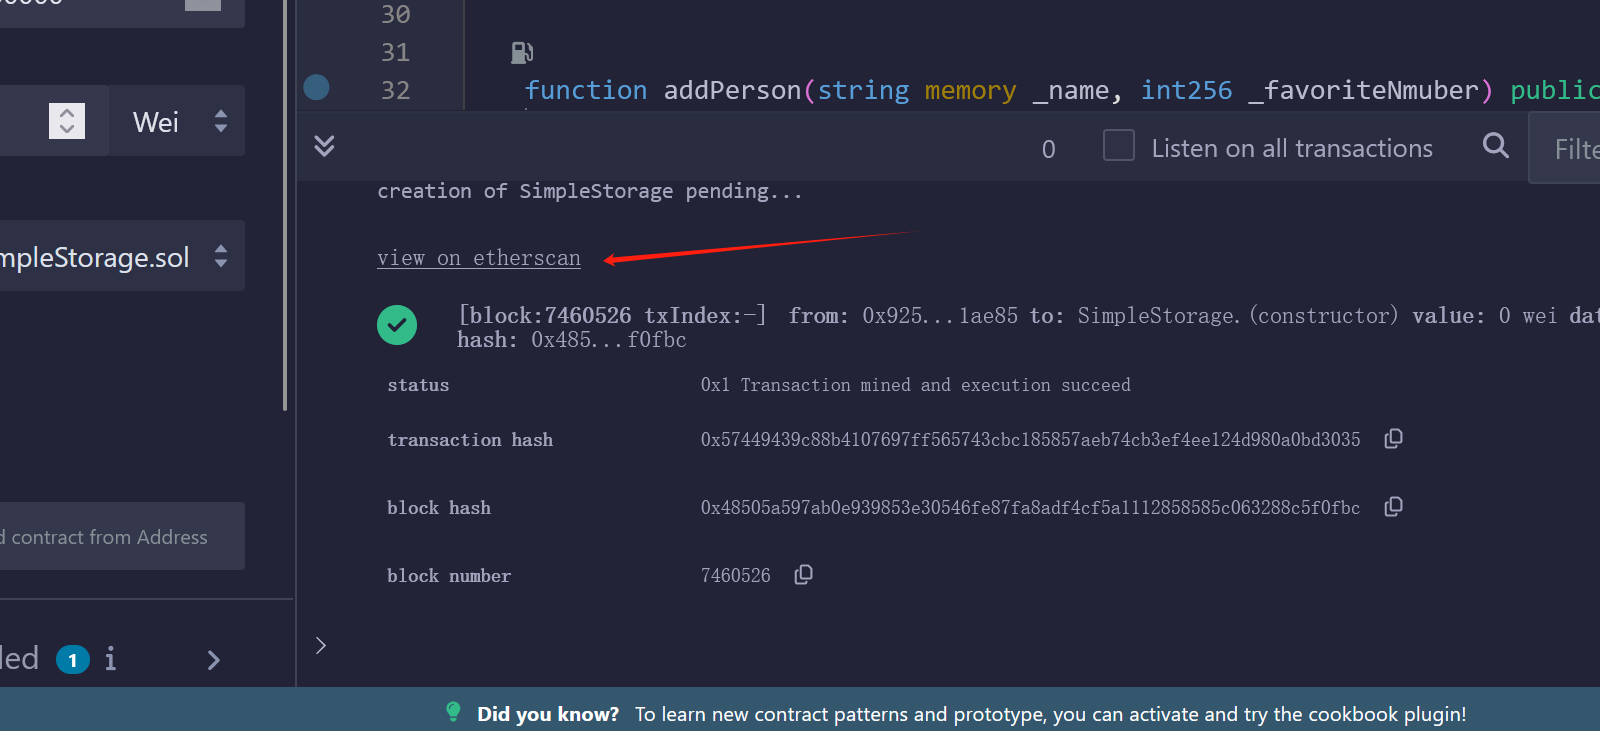 30
31
32
function addPerson(string memory _name, int256 _favoriteNmuber) public
Wei
0
Listen on all transactions
Filte
creation of SimpleStorage pending...
mpleStorage.sol
view on etherscan
[block:7460526 txIndex:-] from: 0x925...1ae85 to: SimpleStorage.(constructor) value: 0 wei dat
hash: 0x485...f0fbc
status 0x1 Transaction mined and execution succeed
transaction hash 0x57449439c88b4107697ff565743cbc185857aeb74cb3ef4ee124d980a0bd3035
block hash 0x48505a597ab0e939853e30546fe87fa8adf4cf5a1112858585c063288c5f0fbc
d contract from Address
block number 7460526
led 1 i
>
Did you know? To learn new contract patterns and prototype, you can activate and try the cookbook plugin!